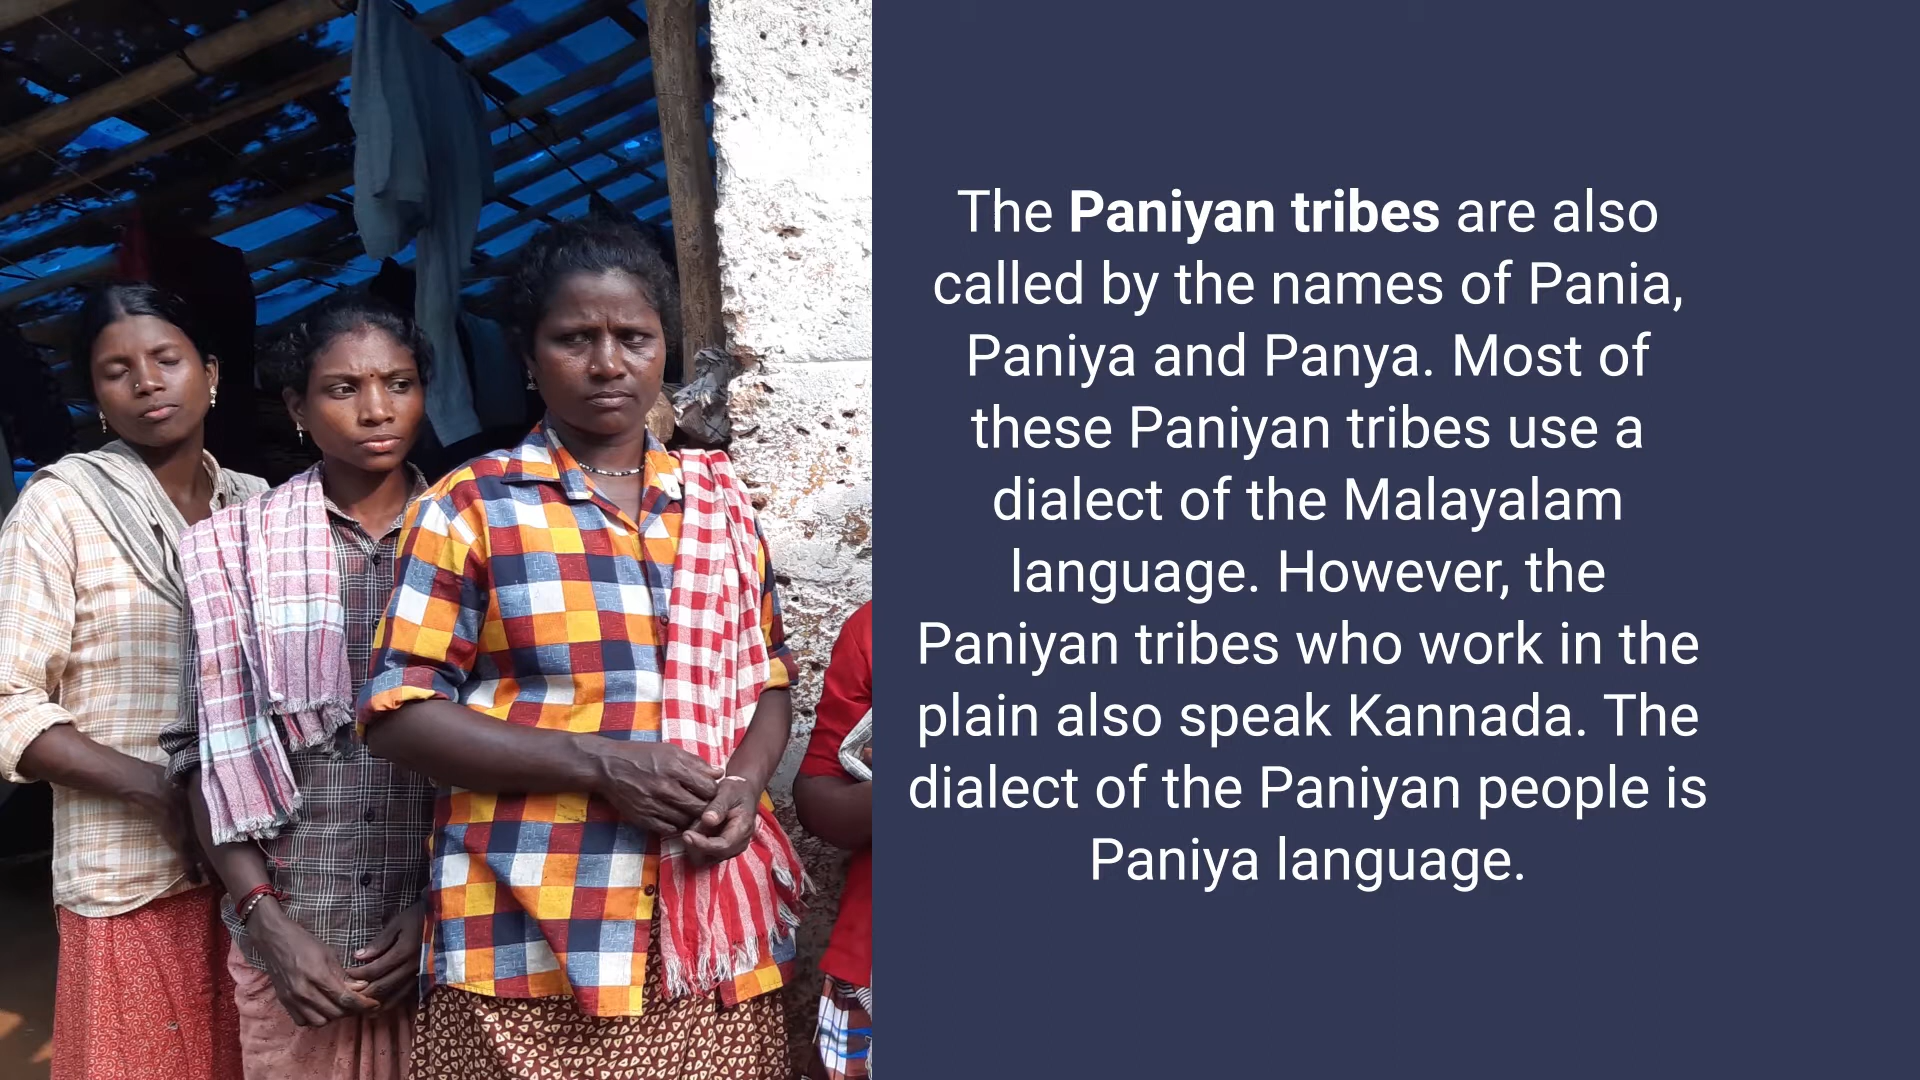 The Paniyan tribes are also
called by the names of Pania,
Paniya and Panya. Most of
these Paniyan tribes use a
dialect of the Malayalam
language. However, the
Paniyan tribes who work in the
plain also speak Kannada. The
dialect of the Paniyan people is
Paniya language.